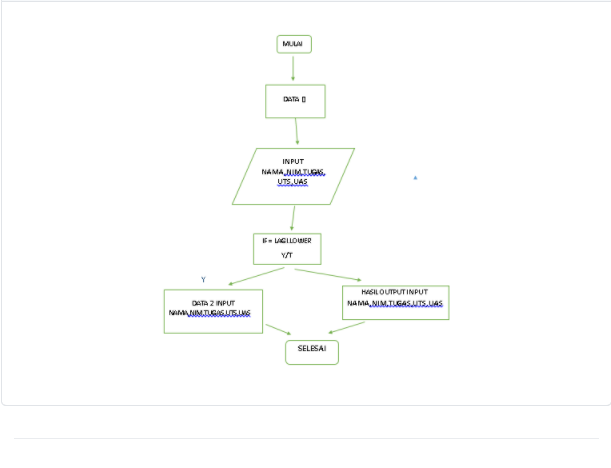 MULAI
DATA []
INPUT
NAMA,NIM,TUGAS,
UTS,UAS
IF = LAGI.LOWER
Y/T
Y
DATA 2 INPUT
NAMA,NIM,TUGAS,UTS,UAS
HASIL OUTPUT INPUT
NAMA,NIM,TUGAS,UTS,UAS
SELESAI